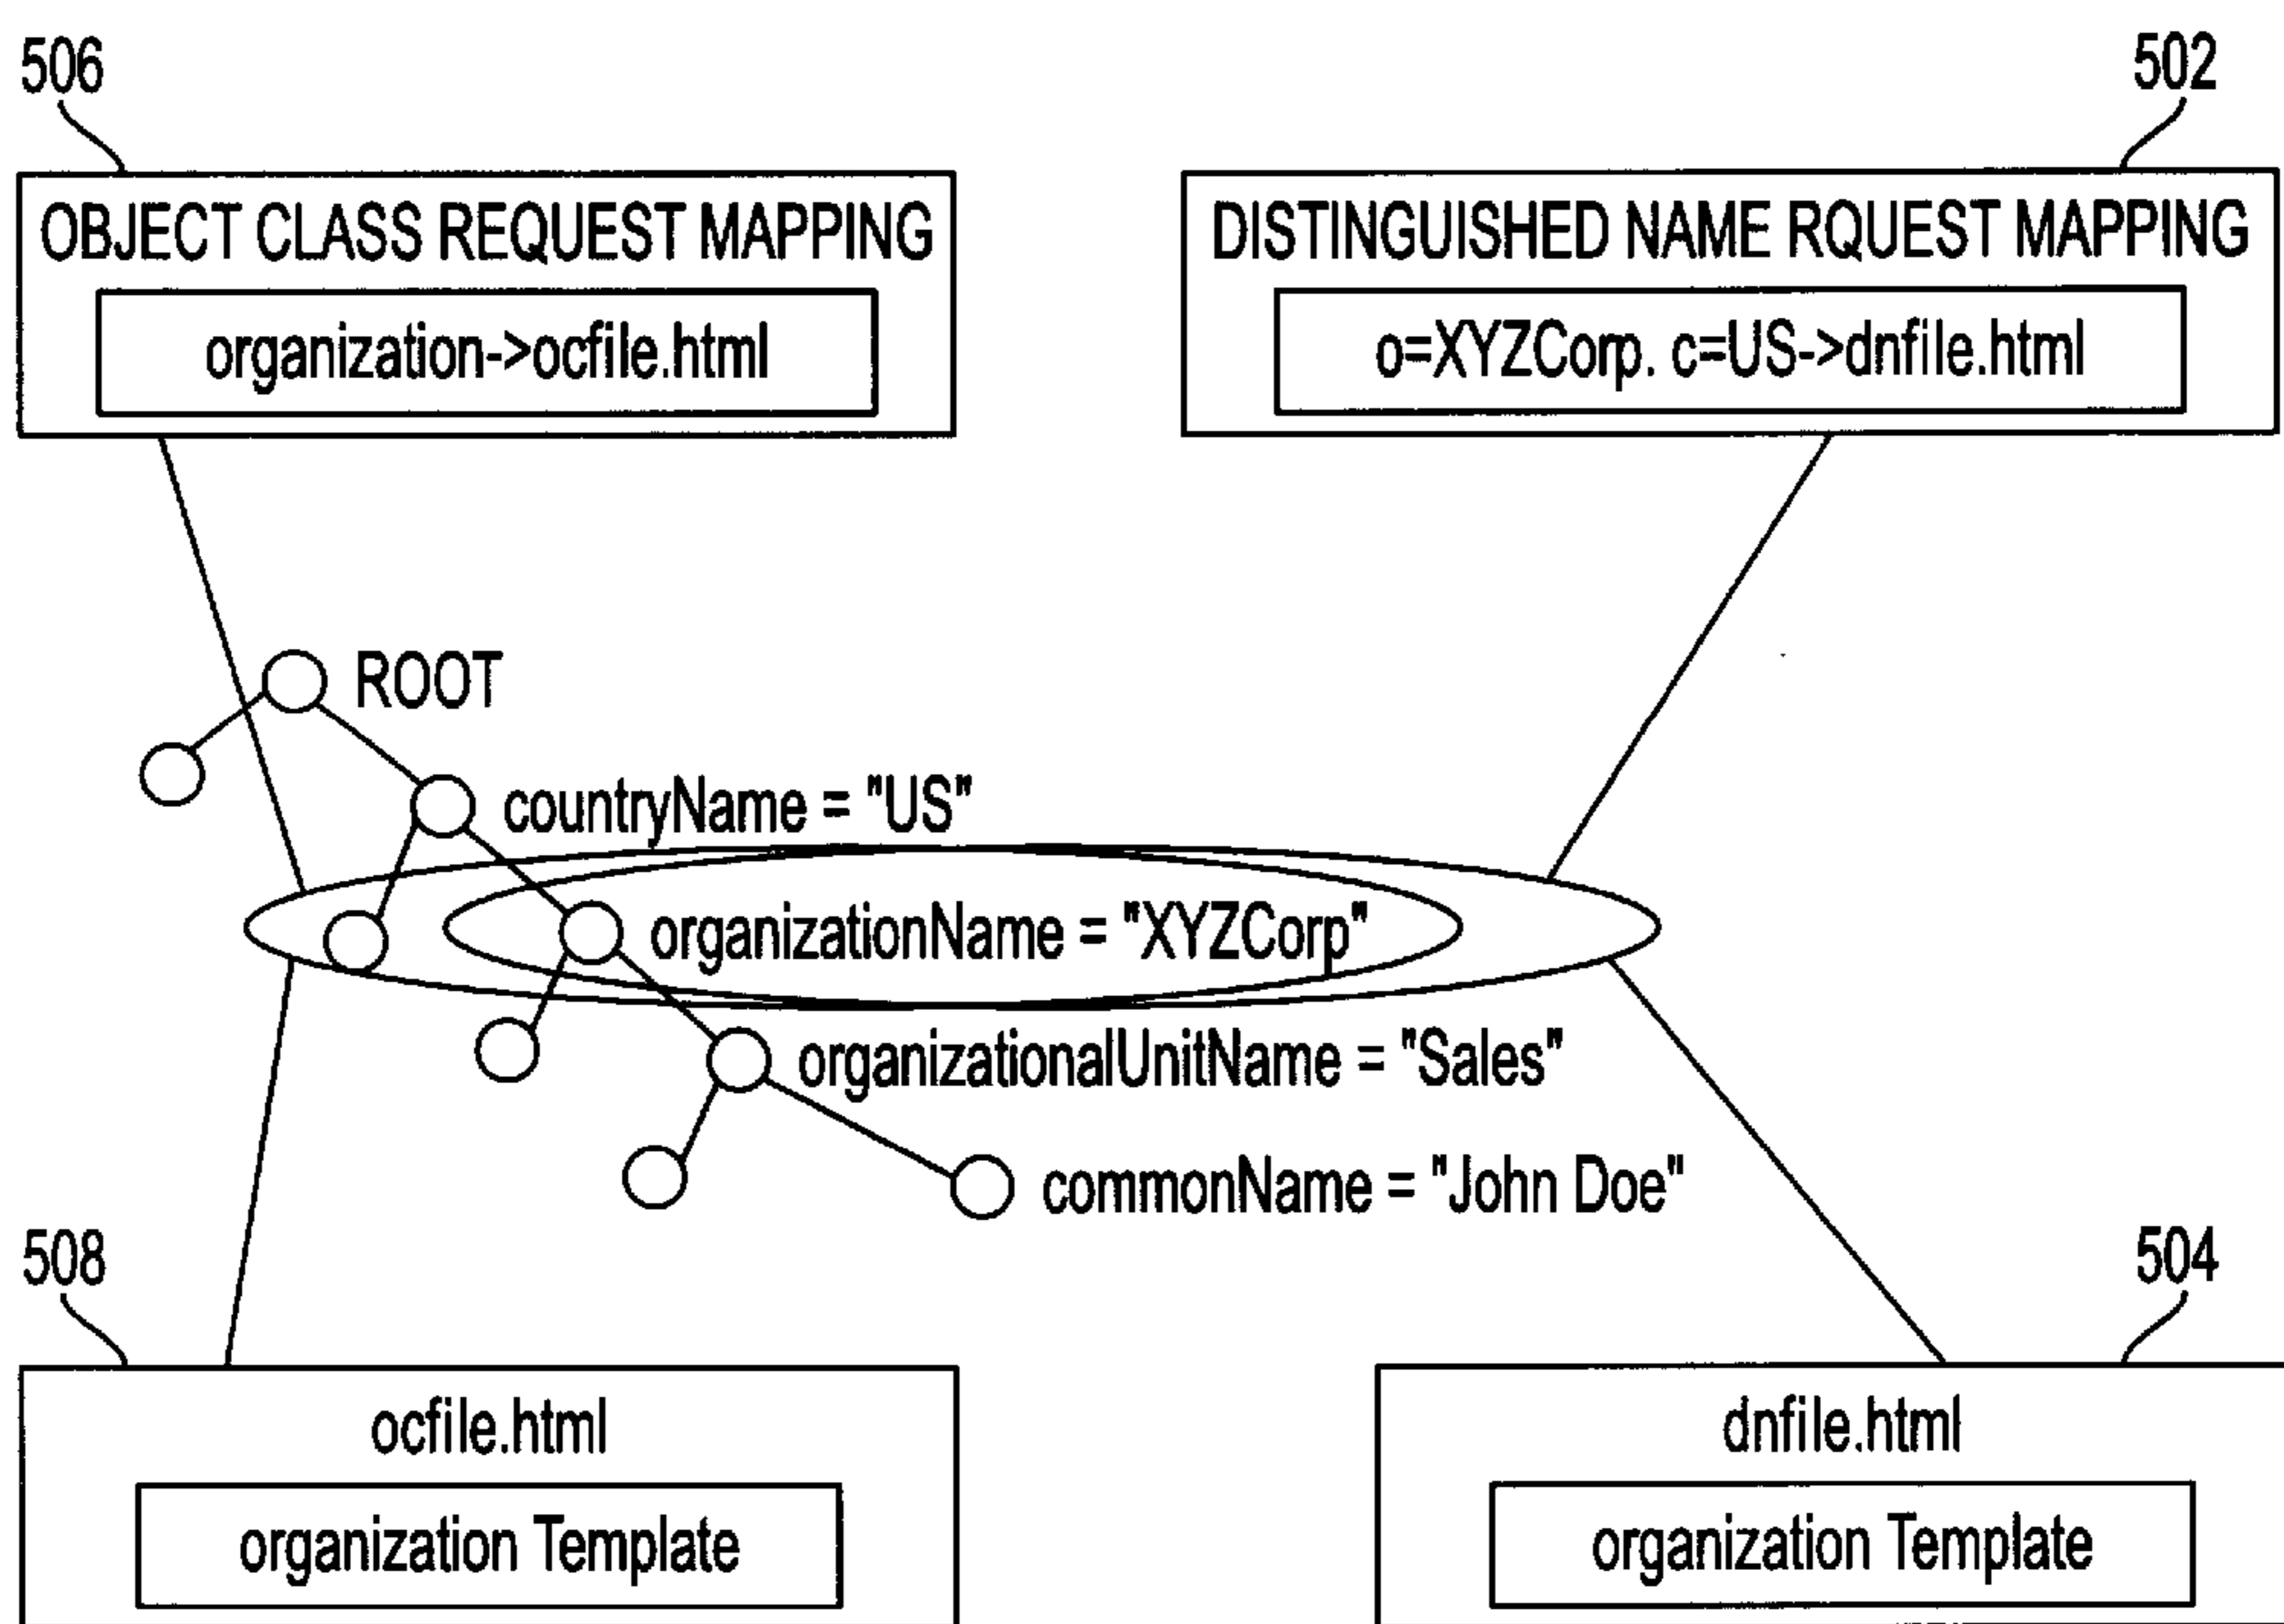 506
502
OBJECT CLASS REQUEST MAPPING
organization->ocfile.html
DISTINGUISHED NAME RQUEST MAPPING
o=XYZCorp. c=US->dnfile.html
ROOT
countryName = "US"
organizationName = "XYZCorp"
organizationalUnitName = "Sales"
commonName = "John Doe"
508
504
ocfile.html
organization Template
dnfile.html
organization Template